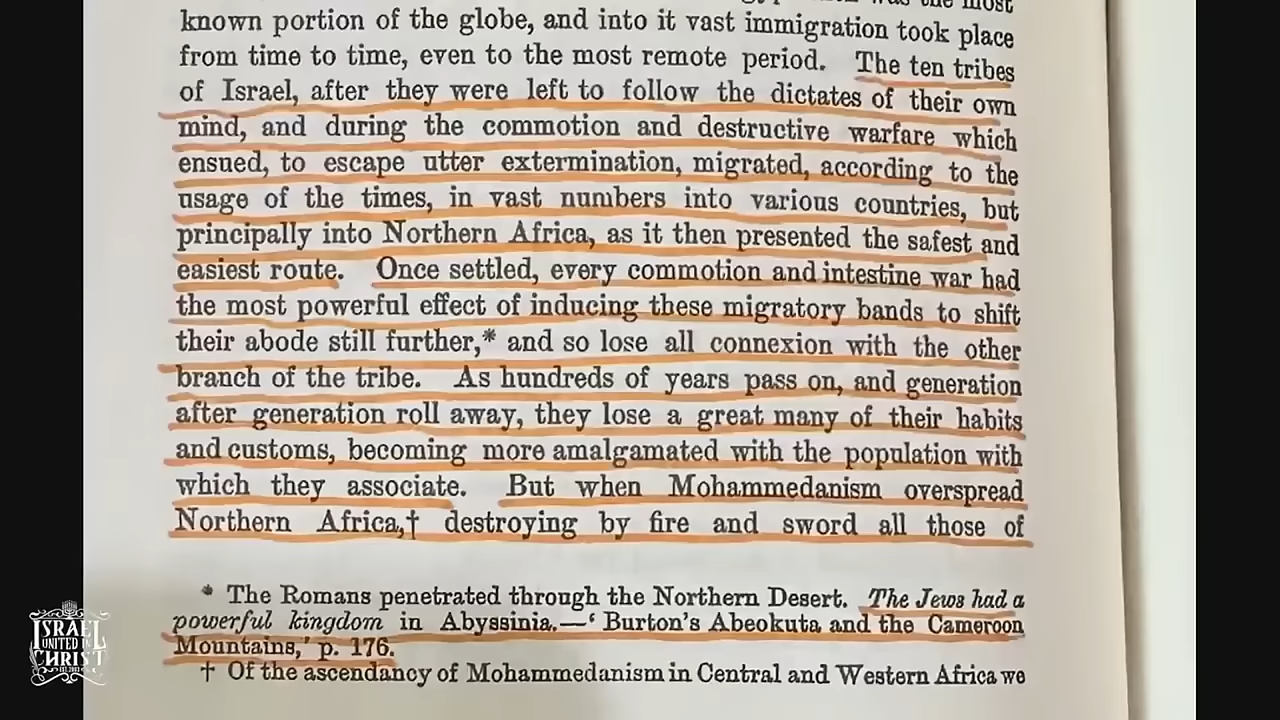 was the most
known portion of the globe, and into it vast immigration took place
from time to time, even to the most remote period. The ten tribes
of Israel, after they were left to follow the dictates of their own
mind, and during the commotion and destructive warfare which
ensued, to escape utter extermination, migrated, according to the
usage of the times, in vast numbers into various countries, but
principally into Northern Africa, as it then presented the safest and
easiest route. Once settled, every commotion and intestine war had
the most powerful effect of inducing these migratory bands to shift
their abode still further,* and so lose all connexion with the other
branch of the tribe. As hundreds of years pass on, and generation
after generation roll away, they lose a great many of their habits
and customs, becoming more amalgamated with the population with
which they associate. But when Mohammedanism overspread
Northern Africa,† destroying by fire and sword all those of
* The Romans penetrated through the Northern Desert. The Jews had a
powerful kingdom in Abyssinia.—‘Burton's Abeokuta and the Cameroon
Mountains,’ p. 176.
† Of the ascendancy of Mohammedanism in Central and Western Africa we
ISRAEL
UNITED IN
CHRIST